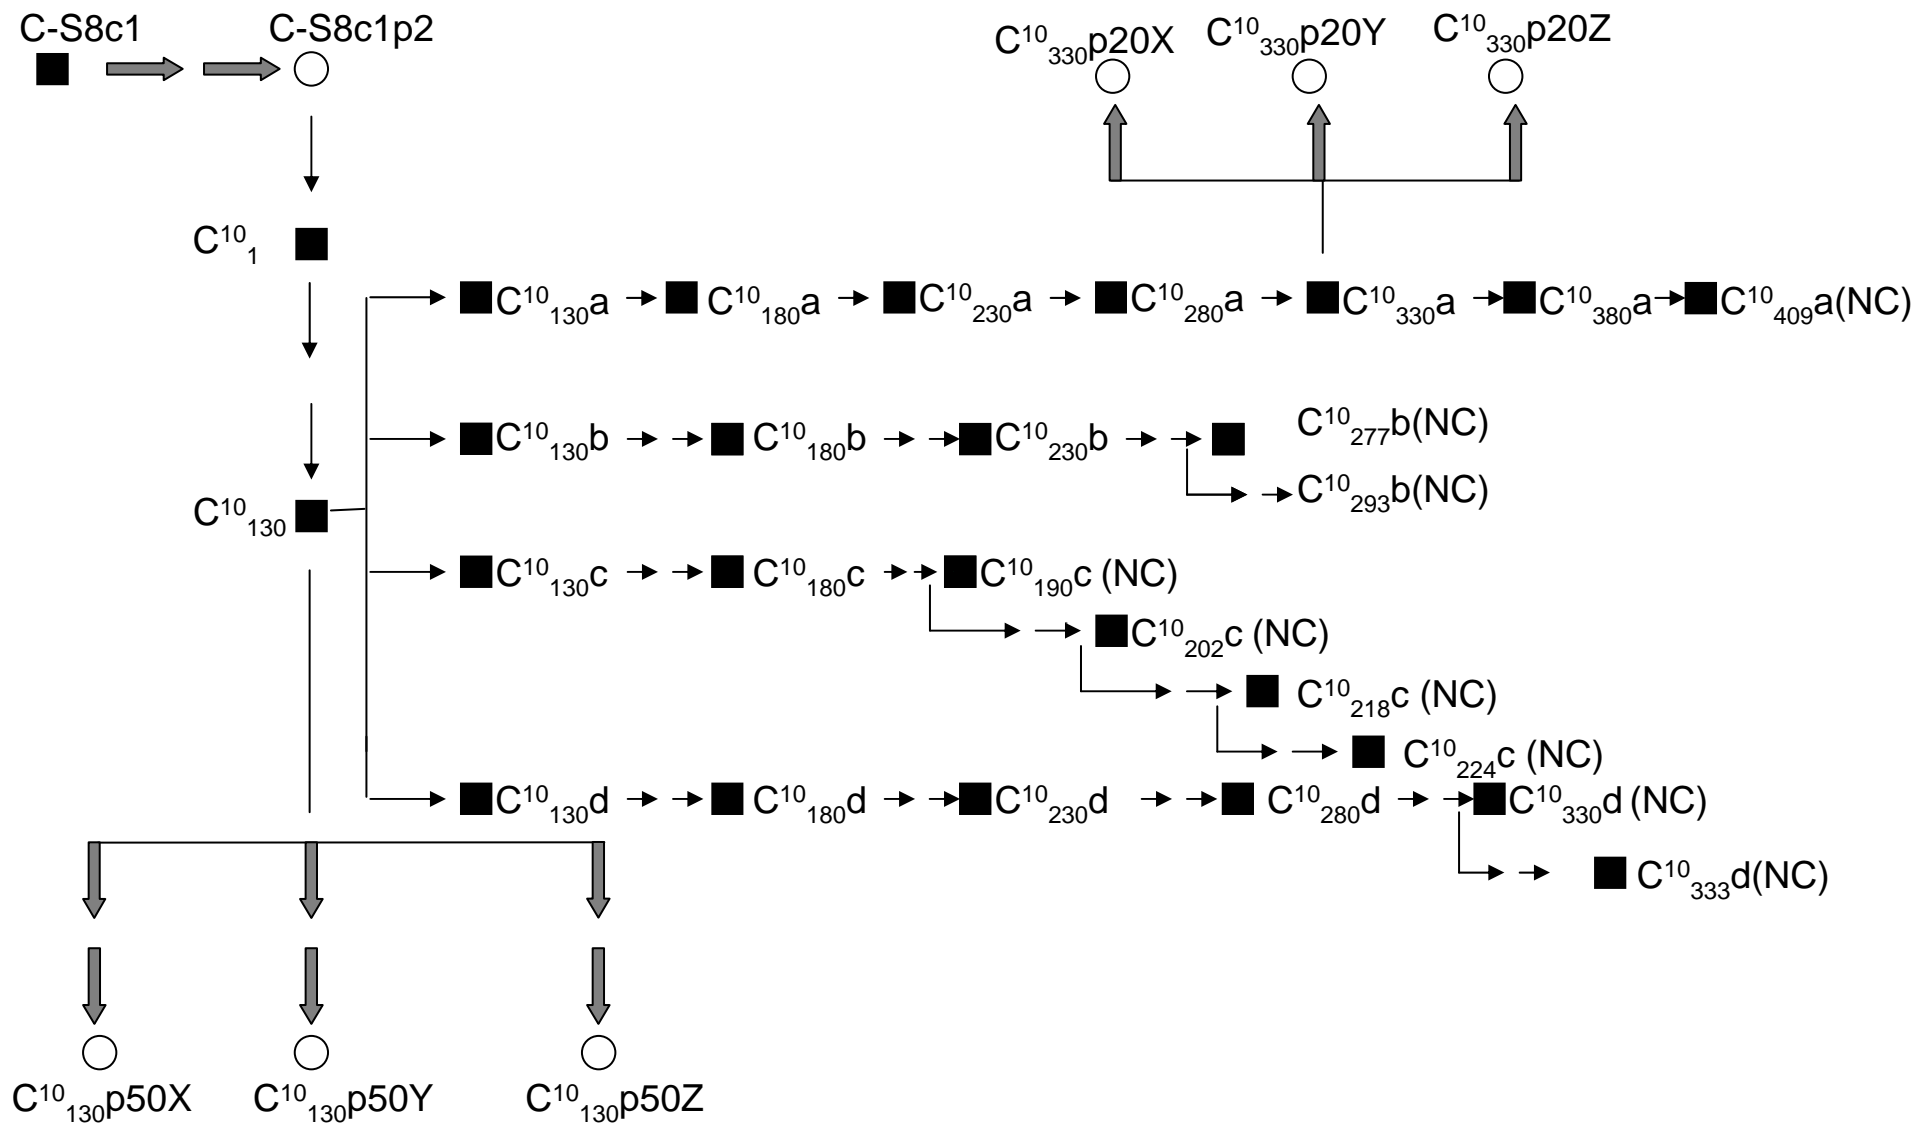 C-S8c1
C-S8c1p2
C¹⁰₃₃₀p20X
C¹⁰₃₃₀p20Y
C¹⁰₃₃₀p20Z
C¹⁰₁
C¹⁰₁₃₀a
C¹⁰₁₈₀a
C¹⁰₂₃₀a
C¹⁰₂₈₀a
C¹⁰₃₃₀a
C¹⁰₃₈₀a
C¹⁰₄₀₉a(NC)
C¹⁰₁₃₀b
C¹⁰₁₈₀b
C¹⁰₂₃₀b
C¹⁰₂₇₇b(NC)
C¹⁰₂₉₃b(NC)
C¹⁰₁₃₀
C¹⁰₁₃₀c
C¹⁰₁₈₀c
C¹⁰₁₉₀c (NC)
C¹⁰₂₀₂c (NC)
C¹⁰₂₁₈c (NC)
C¹⁰₂₂₄c (NC)
C¹⁰₁₃₀d
C¹⁰₁₈₀d
C¹⁰₂₃₀d
C¹⁰₂₈₀d
C¹⁰₃₃₀d (NC)
C¹⁰₃₃₃d(NC)
C¹⁰₁₃₀p50X
C¹⁰₁₃₀p50Y
C¹⁰₁₃₀p50Z